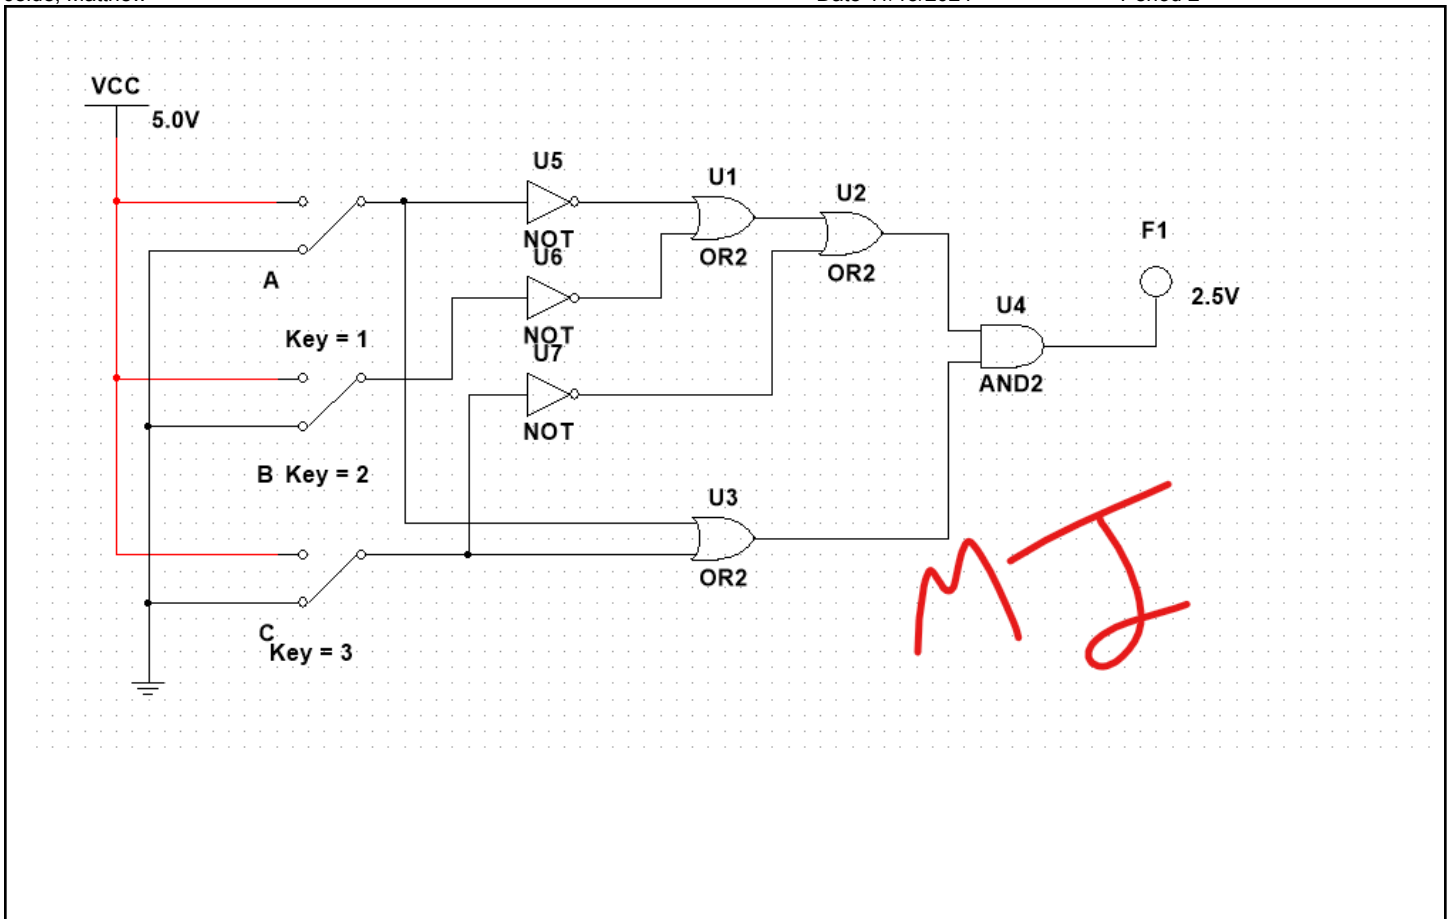 VCC
5.0V
U5
NOT
U1
OR2
U2
OR2
F1
2.5V
A
U6
NOT
U4
AND2
Key = 1
U7
NOT
B Key = 2
U3
OR2
C
Key = 3
MJ